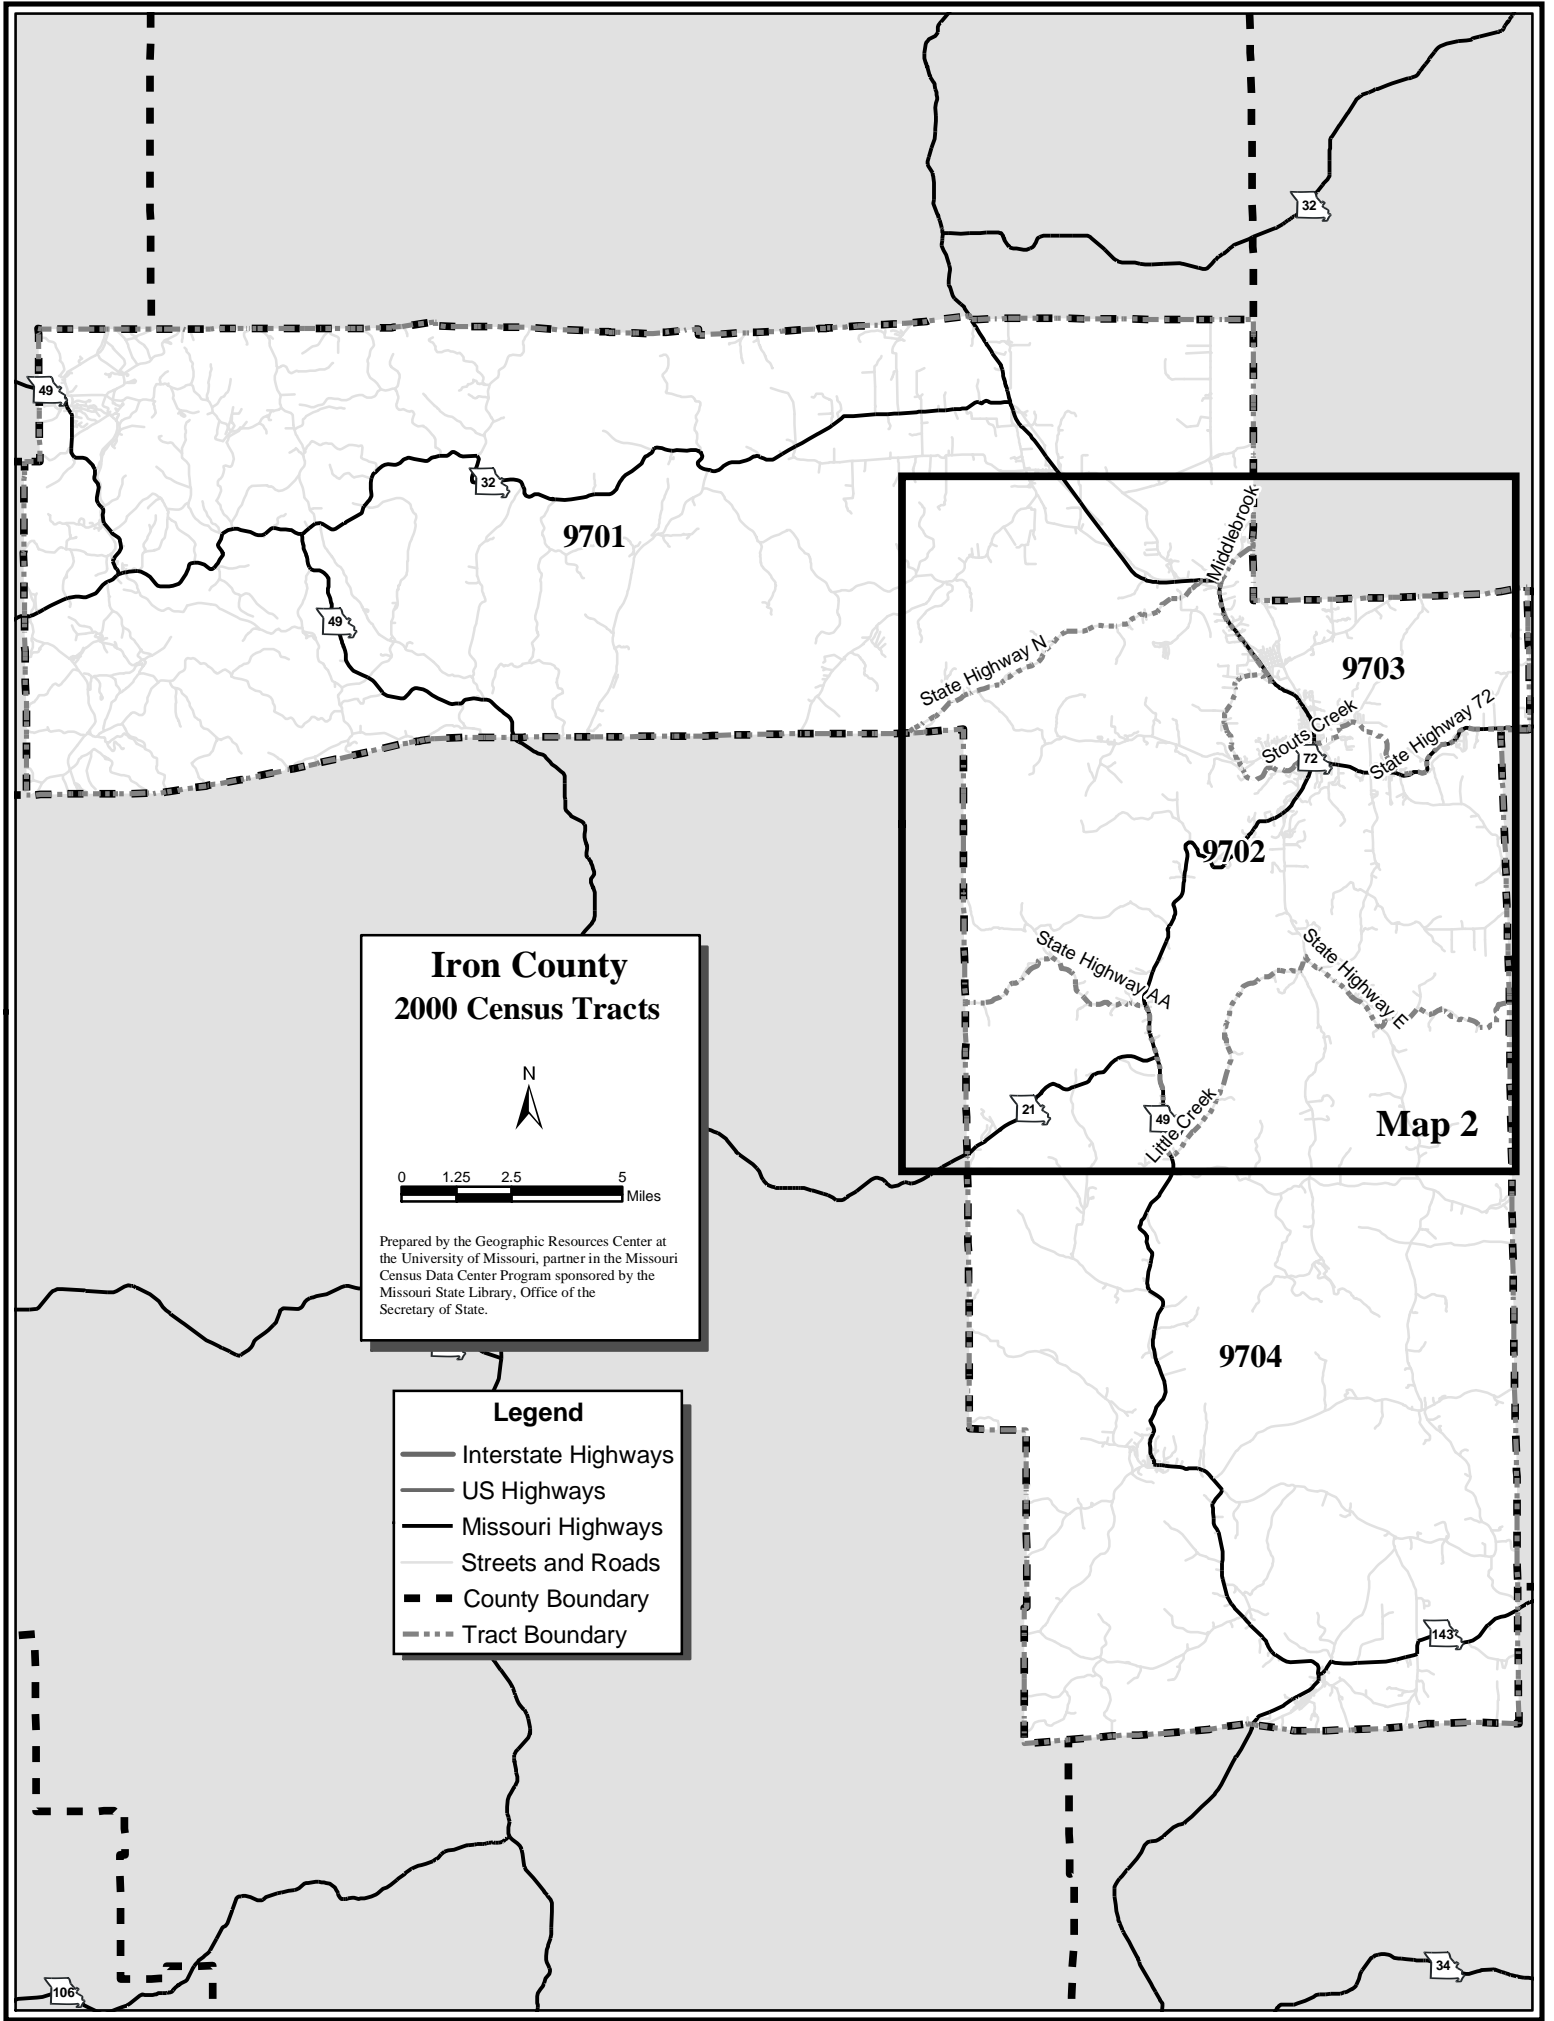 32
49
32
9701
Middlebrook
49
State Highway N
9703
Stouts Creek
State Highway 72
72
9702
State Highway AA
State Highway E
21
49
Little Creek
Map 2
Iron County
2000 Census Tracts
N
0 1.25 2.5 5
Miles
Prepared by the Geographic Resources Center at
the University of Missouri, partner in the Missouri
Census Data Center Program sponsored by the
Missouri State Library, Office of the
Secretary of State.
9704
Legend
Interstate Highways
US Highways
Missouri Highways
Streets and Roads
County Boundary
Tract Boundary
143
34
106